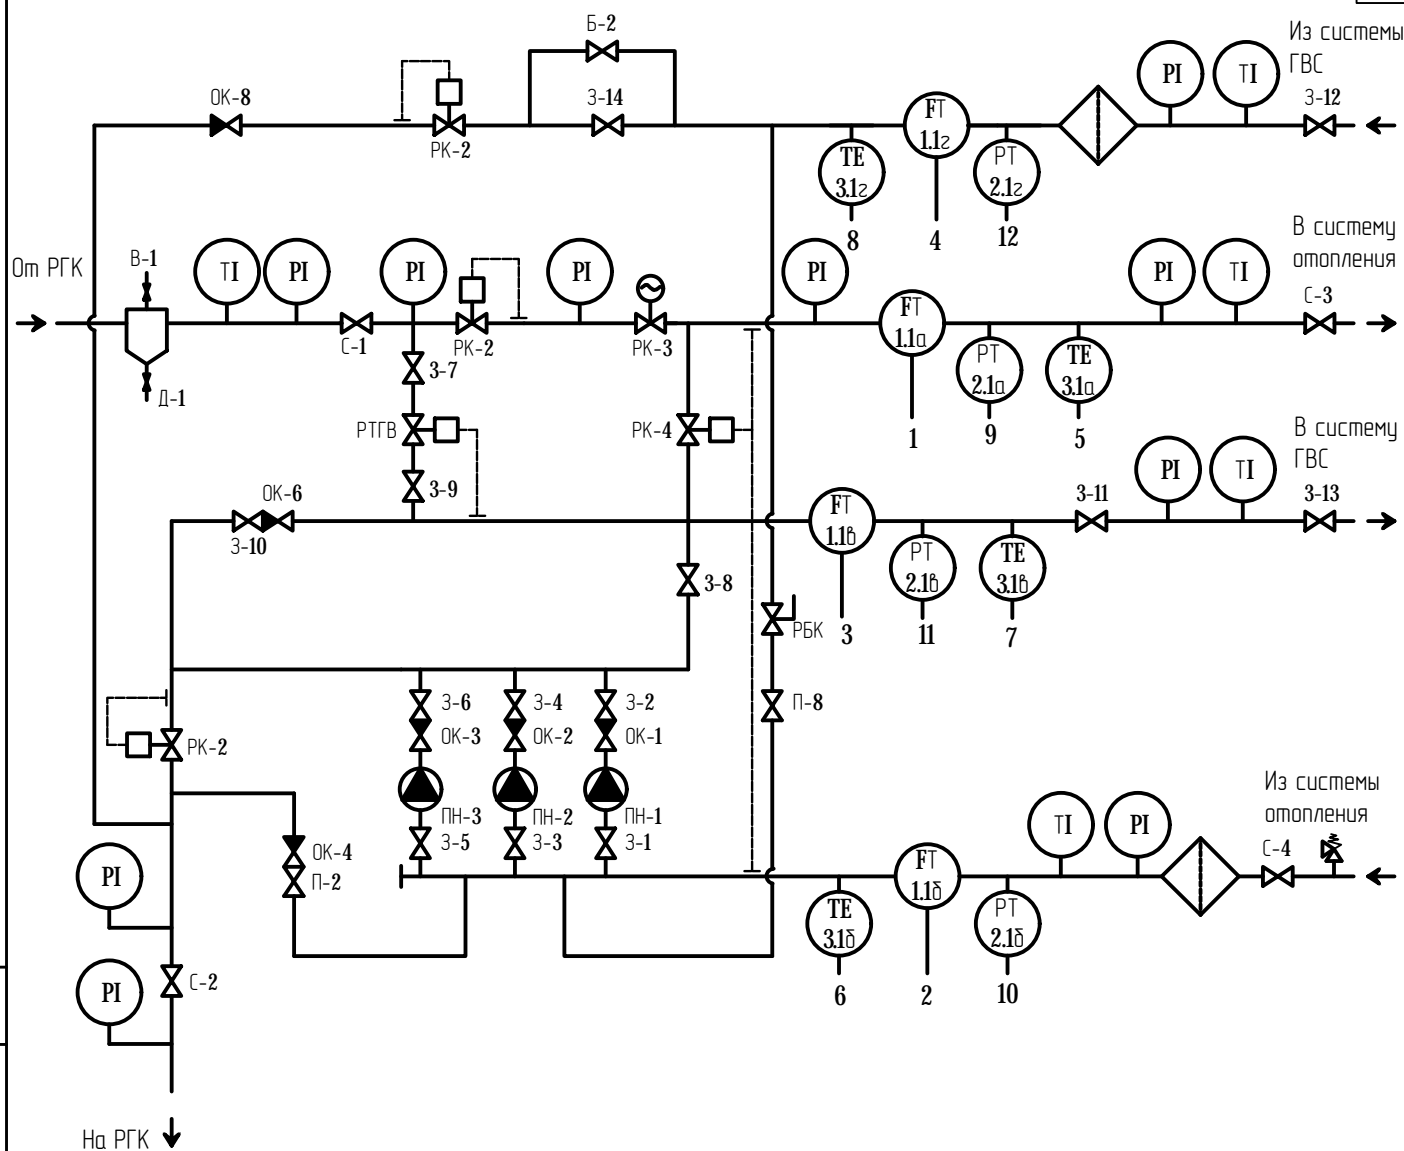 Б-2
Из системы
ГВС
PI
TI
ОК-8
З-14
З-12
РК-2
FT
1.1г
TE
3.1г
РТ
2.1г
8
4
12
От РГК
В-1
TI
PI
PI
PI
PI
PI
TI
В систему
отопления
С-3
С-1
РК-2
РК-3
FT
1.1а
РТ
2.1а
TE
3.1а
Д-1
З-7
РТГВ
РК-4
1
9
5
В систему
ГВС
PI
TI
ОК-6
З-9
З-11
З-13
З-10
FT
1.1в
РТ
2.1в
TE
3.1в
З-8
РБК
3
11
7
З-6
З-4
З-2
П-8
ОК-3
ОК-2
ОК-1
РК-2
Из системы
отопления
ПН-3
ПН-2
ПН-1
TI
PI
З-5
З-3
З-1
ОК-4
С-4
П-2
PI
FT
1.1б
TE
3.1б
РТ
2.1б
С-2
PI
6
2
10
На РГК